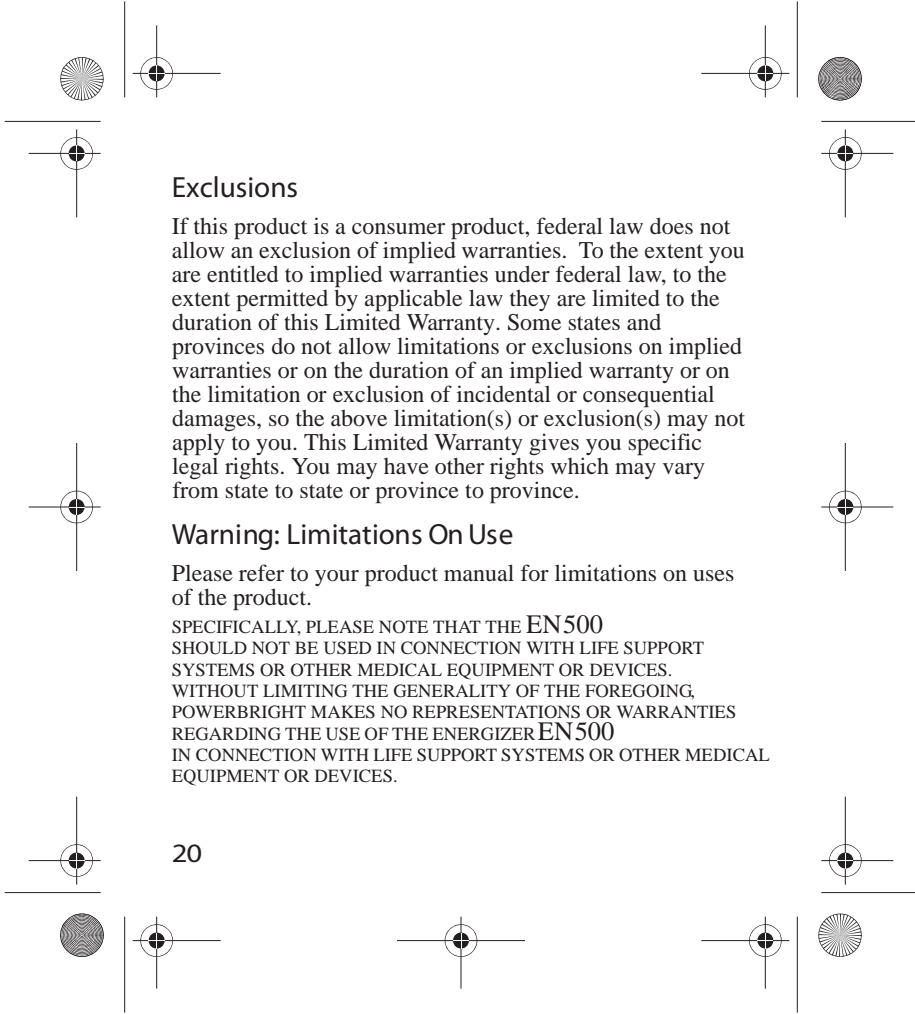 Exclusions
If this product is a consumer product, federal law does not
allow an exclusion of implied warranties.  To the extent you
are entitled to implied warranties under federal law, to the
extent permitted by applicable law they are limited to the
duration of this Limited Warranty. Some states and
provinces do not allow limitations or exclusions on implied
warranties or on the duration of an implied warranty or on
the limitation or exclusion of incidental or consequential
damages, so the above limitation(s) or exclusion(s) may not
apply to you. This Limited Warranty gives you specific
legal rights. You may have other rights which may vary
from state to state or province to province.
Warning: Limitations On Use
Please refer to your product manual for limitations on uses
of the product.
SPECIFICALLY, PLEASE NOTE THAT THE EN500
SHOULD NOT BE USED IN CONNECTION WITH LIFE SUPPORT
SYSTEMS OR OTHER MEDICAL EQUIPMENT OR DEVICES.
WITHOUT LIMITING THE GENERALITY OF THE FOREGOING,
POWERBRIGHT MAKES NO REPRESENTATIONS OR WARRANTIES
REGARDING THE USE OF THE ENERGIZER EN500
IN CONNECTION WITH LIFE SUPPORT SYSTEMS OR OTHER MEDICAL
EQUIPMENT OR DEVICES.
20